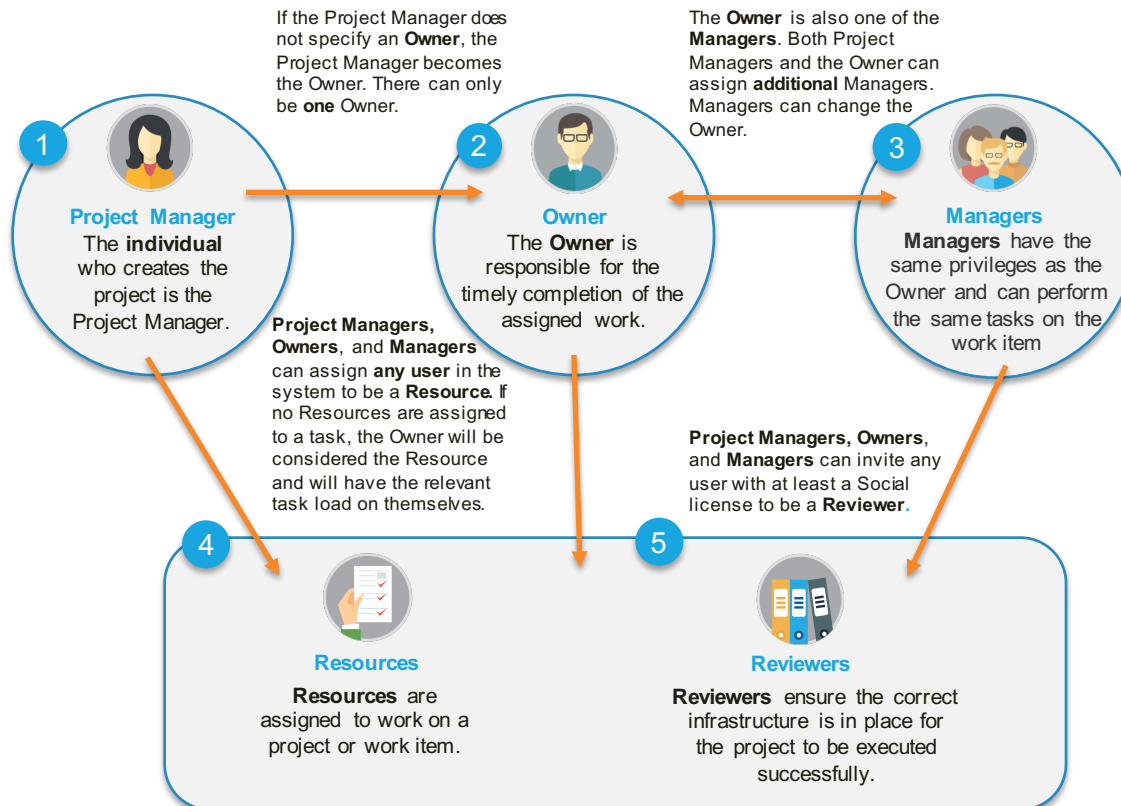 If the Project Manager does
not specify an Owner, the
Project Manager becomes
the Owner. There can only
be one Owner.
The Owner is also one of the
Managers. Both Project
Managers and the Owner can
assign additional Managers.
Managers can change the
Owner.
1
Project Manager
The individual
who creates the
project is the
Project Manager.
2
Owner
The Owner is
responsible for the
timely completion of the
assigned work.
3
Managers
Managers have the
same privileges as the
Owner and can perform
the same tasks on the
work item
Project Managers,
Owners, and Managers
can assign any user in the
system to be a Resource. If
no Resources are assigned
to a task, the Owner will be
considered the Resource
and will have the relevant
task load on themselves.
Project Managers, Owners,
and Managers can invite any
user with at least a Social
license to be a Reviewer.
4
Resources
Resources are
assigned to work on a
project or work item.
5
Reviewers
Reviewers ensure the correct
infrastructure is in place for
the project to be executed
successfully.